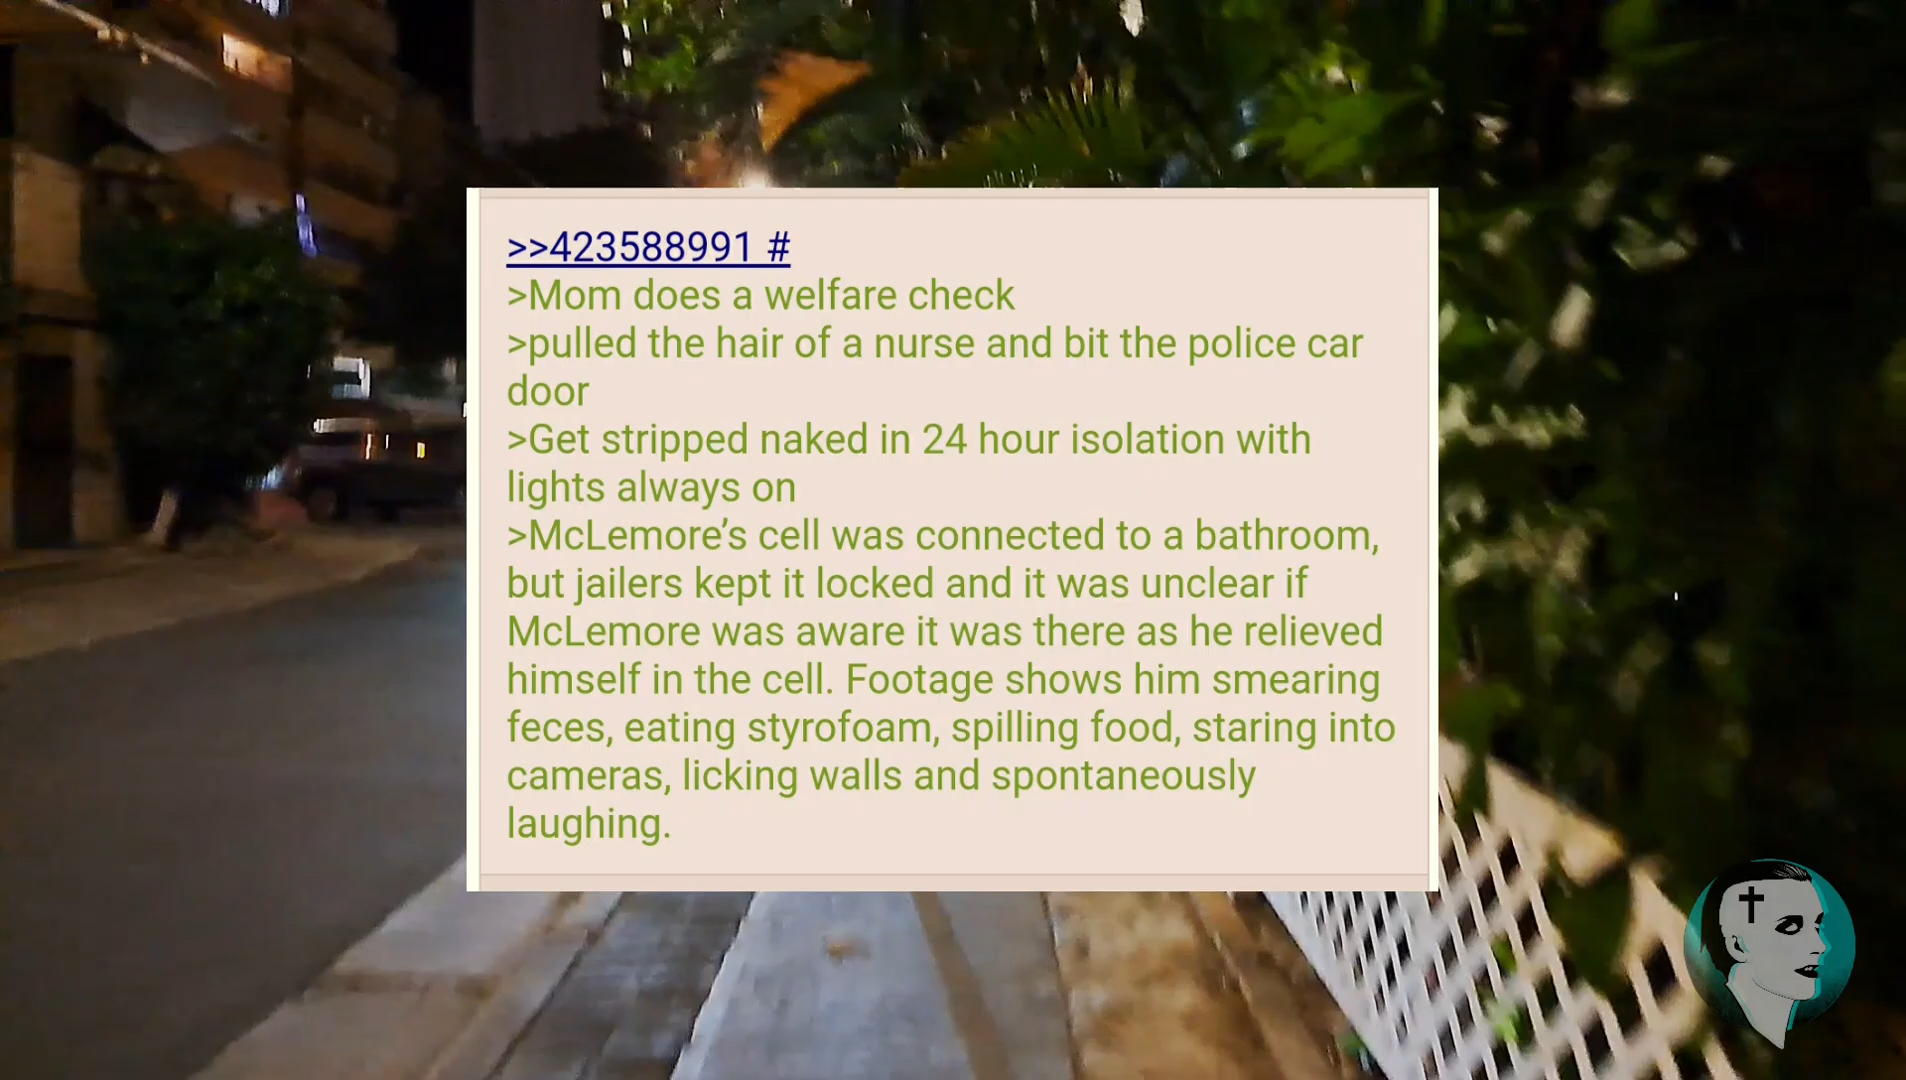 >>423588991 #
>Mom does a welfare check
>pulled the hair of a nurse and bit the police car
door
>Get stripped naked in 24 hour isolation with
lights always on
>McLemore’s cell was connected to a bathroom,
but jailers kept it locked and it was unclear if
McLemore was aware it was there as he relieved
himself in the cell. Footage shows him smearing
feces, eating styrofoam, spilling food, staring into
cameras, licking walls and spontaneously
laughing.